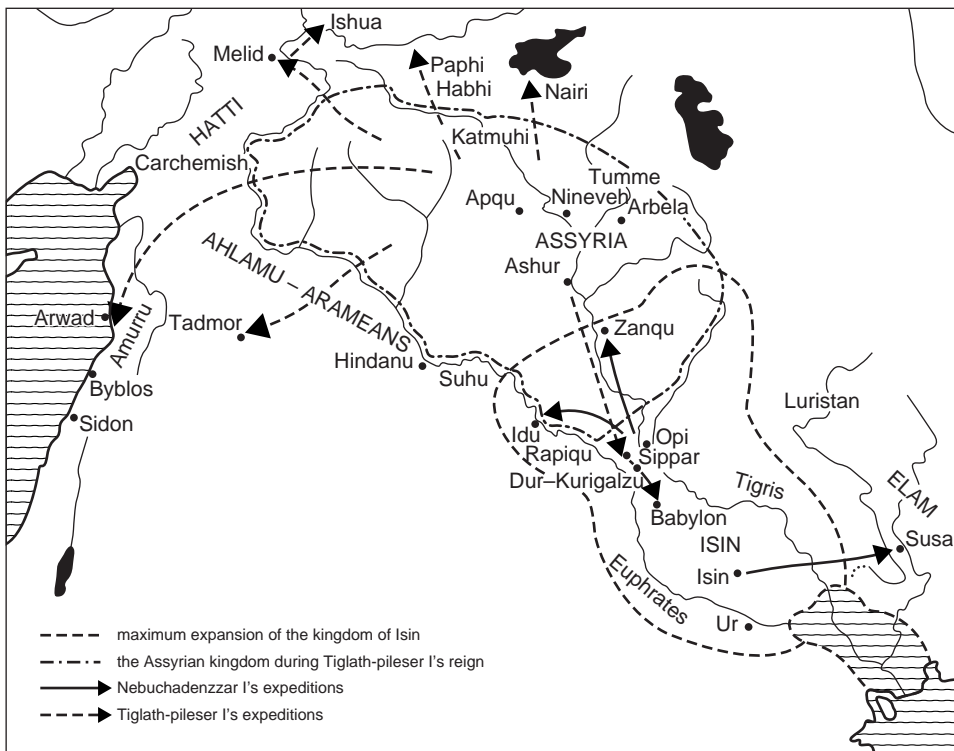 Ishua
Melid
Paphi
Habhi
Nairi
HATTI
Katmuhi
Carchemish
Tumme
Apqu
Nineveh
Arbela
ASSYRIA
AHLAMU – ARAMEANS
Ashur
Arwad
Amurru
Tadmor
Zanqu
Hindanu
Suhu
Byblos
Luristan
Sidon
Idu
Opi
Rapiqu
Sippar
Dur–Kurigalzu
Tigris
ELAM
Babylon
ISIN
Susa
Isin
Euphrates
Ur
maximum expansion of the kingdom of Isin
the Assyrian kingdom during Tiglath-pileser I's reign
Nebuchadenzzar I's expeditions
Tiglath-pileser I's expeditions